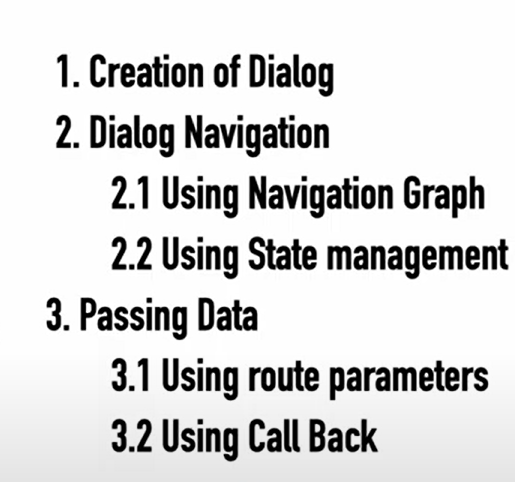 1. Creation of Dialog
2. Dialog Navigation
2.1 Using Navigation Graph
2.2 Using State management
3. Passing Data
3.1 Using route parameters
3.2 Using Call Back